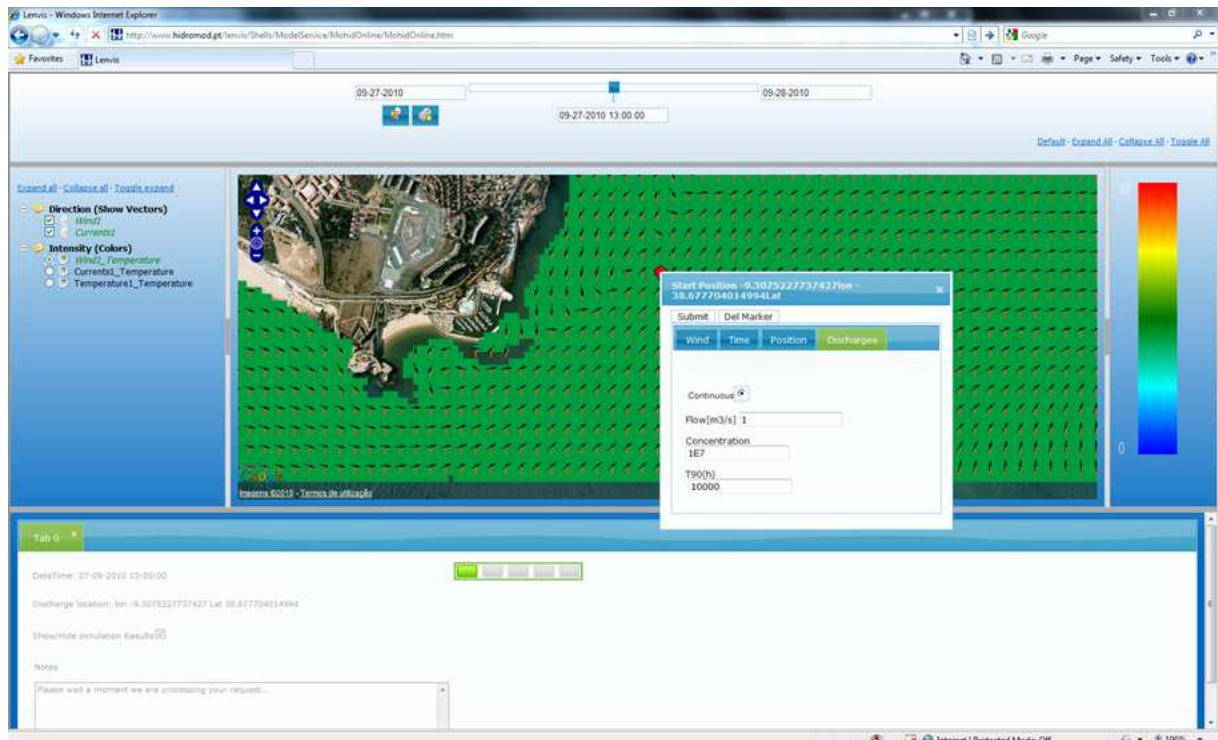 Lenvis - Windows Internet Explorer
http://www.hidromod.pt/lenvis/Shells/ModelService/MohidOnline/MohidOnline.htm
Google
Favorites
Lenvis
Page
Safety
Tools
09-27-2010
09-28-2010
09-27-2010 13:00:00
Default - Expand All - Collapse All - Toggle All
Expand all - Collapse all - Toggle expand
Direction (Show Vectors)
Wind1
Currents1
Intensity (Colors)
Wind1_Temperature
Currents1_Temperature
Temperature1_Temperature
0
Imagens ©2010 - Termos de utilização
Start Position -9.3075227737427lon -
38.677704014994Lat
Submit
Del Marker
Wind
Time
Position
Discharges
Continuous
Flow[m3/s] 1
Concentration
1E7
T90(h)
10000
Tab 0
DateTime: 27-09-2010 13:00:00
Discharge location: lon -9.3075227737427 Lat 38.677704014994
Show/Hide simulation Results
Notes
Please wait a moment we are processing your request...
Internet | Protected Mode: Off
100%